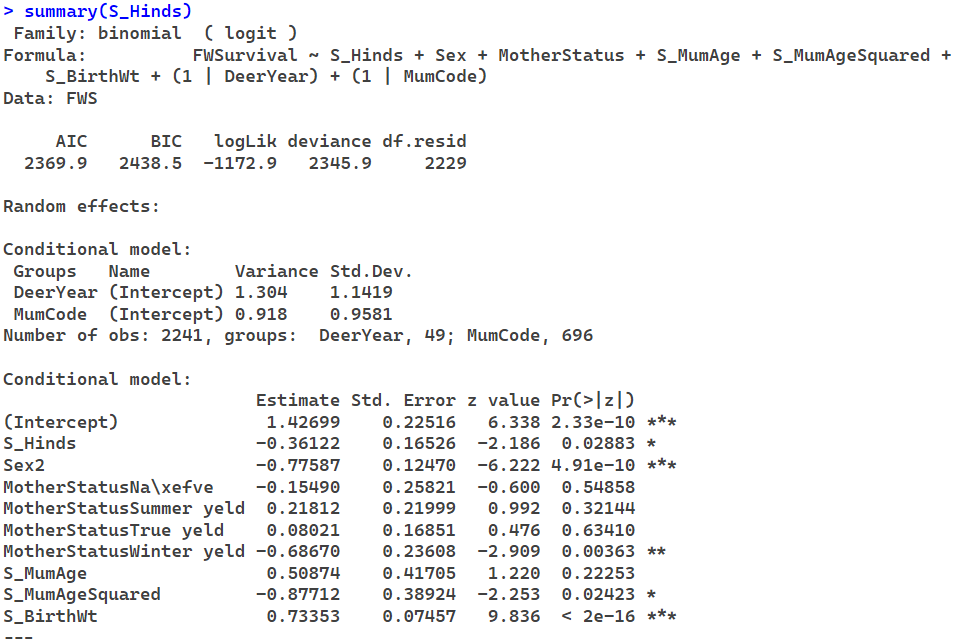 > summary(S_Hinds)
 Family: binomial  ( logit )
Formula:          FWSurvival ~ S_Hinds + Sex + MotherStatus + S_MumAge + S_MumAgeSquared +
    S_BirthWt + (1 | DeerYear) + (1 | MumCode)
Data: FWS
     AIC      BIC   logLik deviance df.resid
  2369.9   2438.5  -1172.9   2345.9     2229
Random effects:
Conditional model:
 Groups   Name        Variance Std.Dev.
 DeerYear (Intercept) 1.304    1.1419
 MumCode  (Intercept) 0.918    0.9581
Number of obs: 2241, groups:  DeerYear, 49; MumCode, 696
Conditional model:
                        Estimate Std. Error z value Pr(>|z|)
(Intercept)              1.42699    0.22516   6.338 2.33e-10 ***
S_Hinds                 -0.36122    0.16526  -2.186  0.02883 *
Sex2                    -0.77587    0.12470  -6.222 4.91e-10 ***
MotherStatusNa\xefve    -0.15490    0.25821  -0.600  0.54858
MotherStatusSummer yeld  0.21812    0.21999   0.992  0.32144
MotherStatusTrue yeld    0.08021    0.16851   0.476  0.63410
MotherStatusWinter yeld -0.68670    0.23608  -2.909  0.00363 **
S_MumAge                 0.50874    0.41705   1.220  0.22253
S_MumAgeSquared         -0.87712    0.38924  -2.253  0.02423 *
S_BirthWt                0.73353    0.07457   9.836  < 2e-16 ***
---